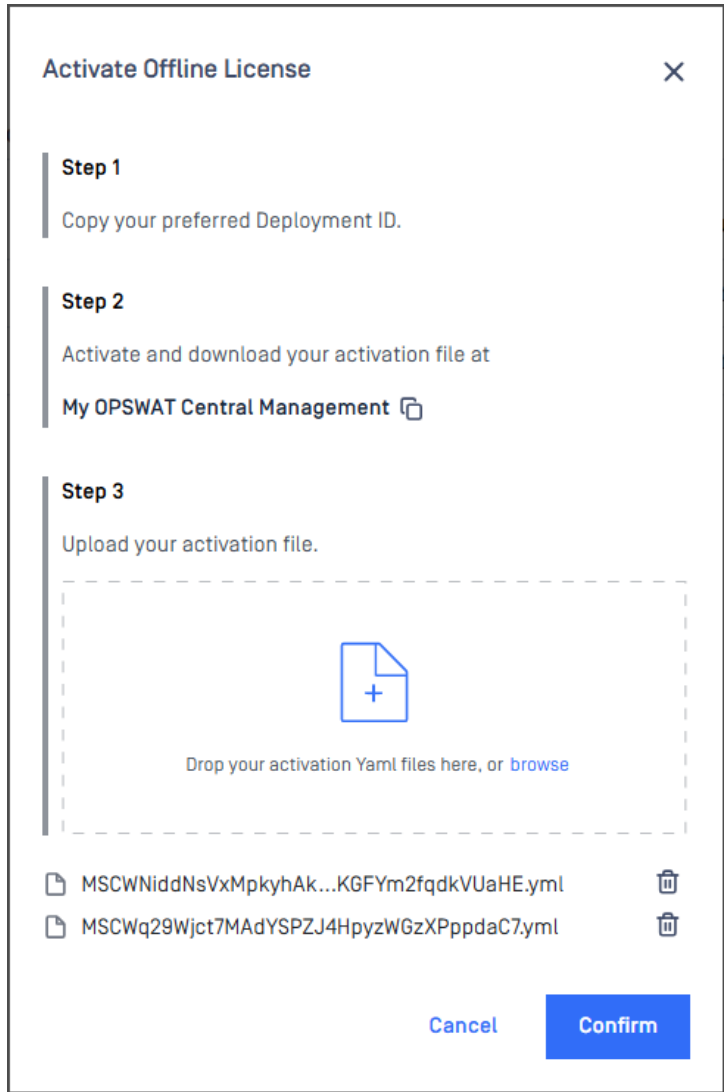 Activate Offline License
Step 1
Copy your preferred Deployment ID.
Step 2
Activate and download your activation file at
My OPSWAT Central Management
Step 3
Upload your activation file.
Drop your activation Yaml files here, or browse
MSCWNiddNsVxMpkyhAk...KGFYm2fqdkVUaHE.yml
MSCWq29Wjct7MAdYSPZJ4HpyzWGzXPppdaC7.yml
Cancel
Confirm